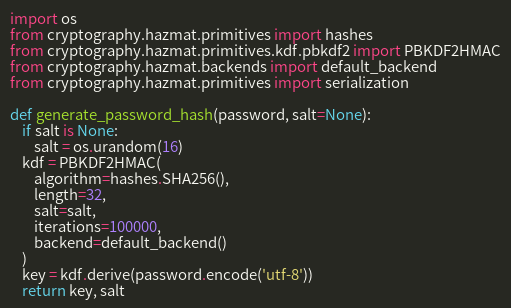 import os
from cryptography.hazmat.primitives import hashes
from cryptography.hazmat.primitives.kdf.pbkdf2 import PBKDF2HMAC
from cryptography.hazmat.backends import default_backend
from cryptography.hazmat.primitives import serialization

def generate_password_hash(password, salt=None):
    if salt is None:
        salt = os.urandom(16)
    kdf = PBKDF2HMAC(
        algorithm=hashes.SHA256(),
        length=32,
        salt=salt,
        iterations=100000,
        backend=default_backend()
    )
    key = kdf.derive(password.encode('utf-8'))
    return key, salt